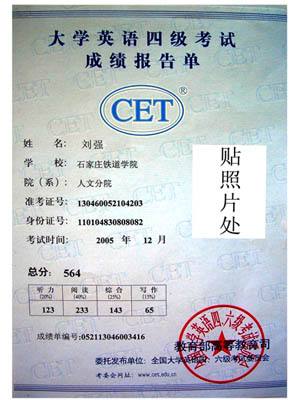 大学英语四级考试
成绩报告单
CET®
姓 名: 刘强
学 校: 石家庄铁道学院
院（系）: 人文分院
准考证号: 130460052104203
身份证号: 110104830808082
考试时间: 2005 年 12 月
贴照片处
总分: 564
听力 (20%) 阅读 (40%) 综合 (25%) 写作 (15%)
123 233 143 65
成绩单编号:052113046003416
教育部高等教育司
委托发布单位: 全国大学英语四、六级考试委员会
考委会网址: www.cet.edu.cn